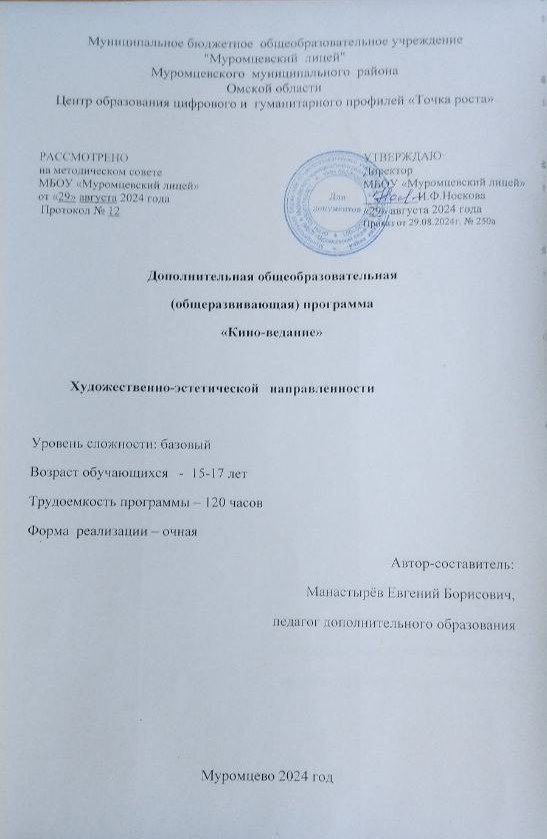 Муниципальное бюджетное общеобразовательное учреждение
"Муромцевский лицей"
Муромцевского муниципального района
Омской области
Центр образования цифрового и гуманитарного профилей «Точка роста»
РАССМОТРЕНО
на методическом совете
МБОУ «Муромцевский лицей»
от «29» августа 2024 года
Протокол № 12
УТВЕРЖДАЮ
Директор
МБОУ «Муромцевский лицей»
И.Ф.Носкова
«29» августа 2024 года
Приказ от 29.08.2024г. № 250а
Для
документов
Дополнительная общеобразовательная
(общеразвивающая) программа
«Кино-ведание»
Художественно-эстетической направленности
Уровень сложности: базовый
Возраст обучающихся - 15-17 лет
Трудоемкость программы – 120 часов
Форма реализации – очная
Автор-составитель:
Манастырёв Евгений Борисович,
педагог дополнительного образования
Муромцево 2024 год